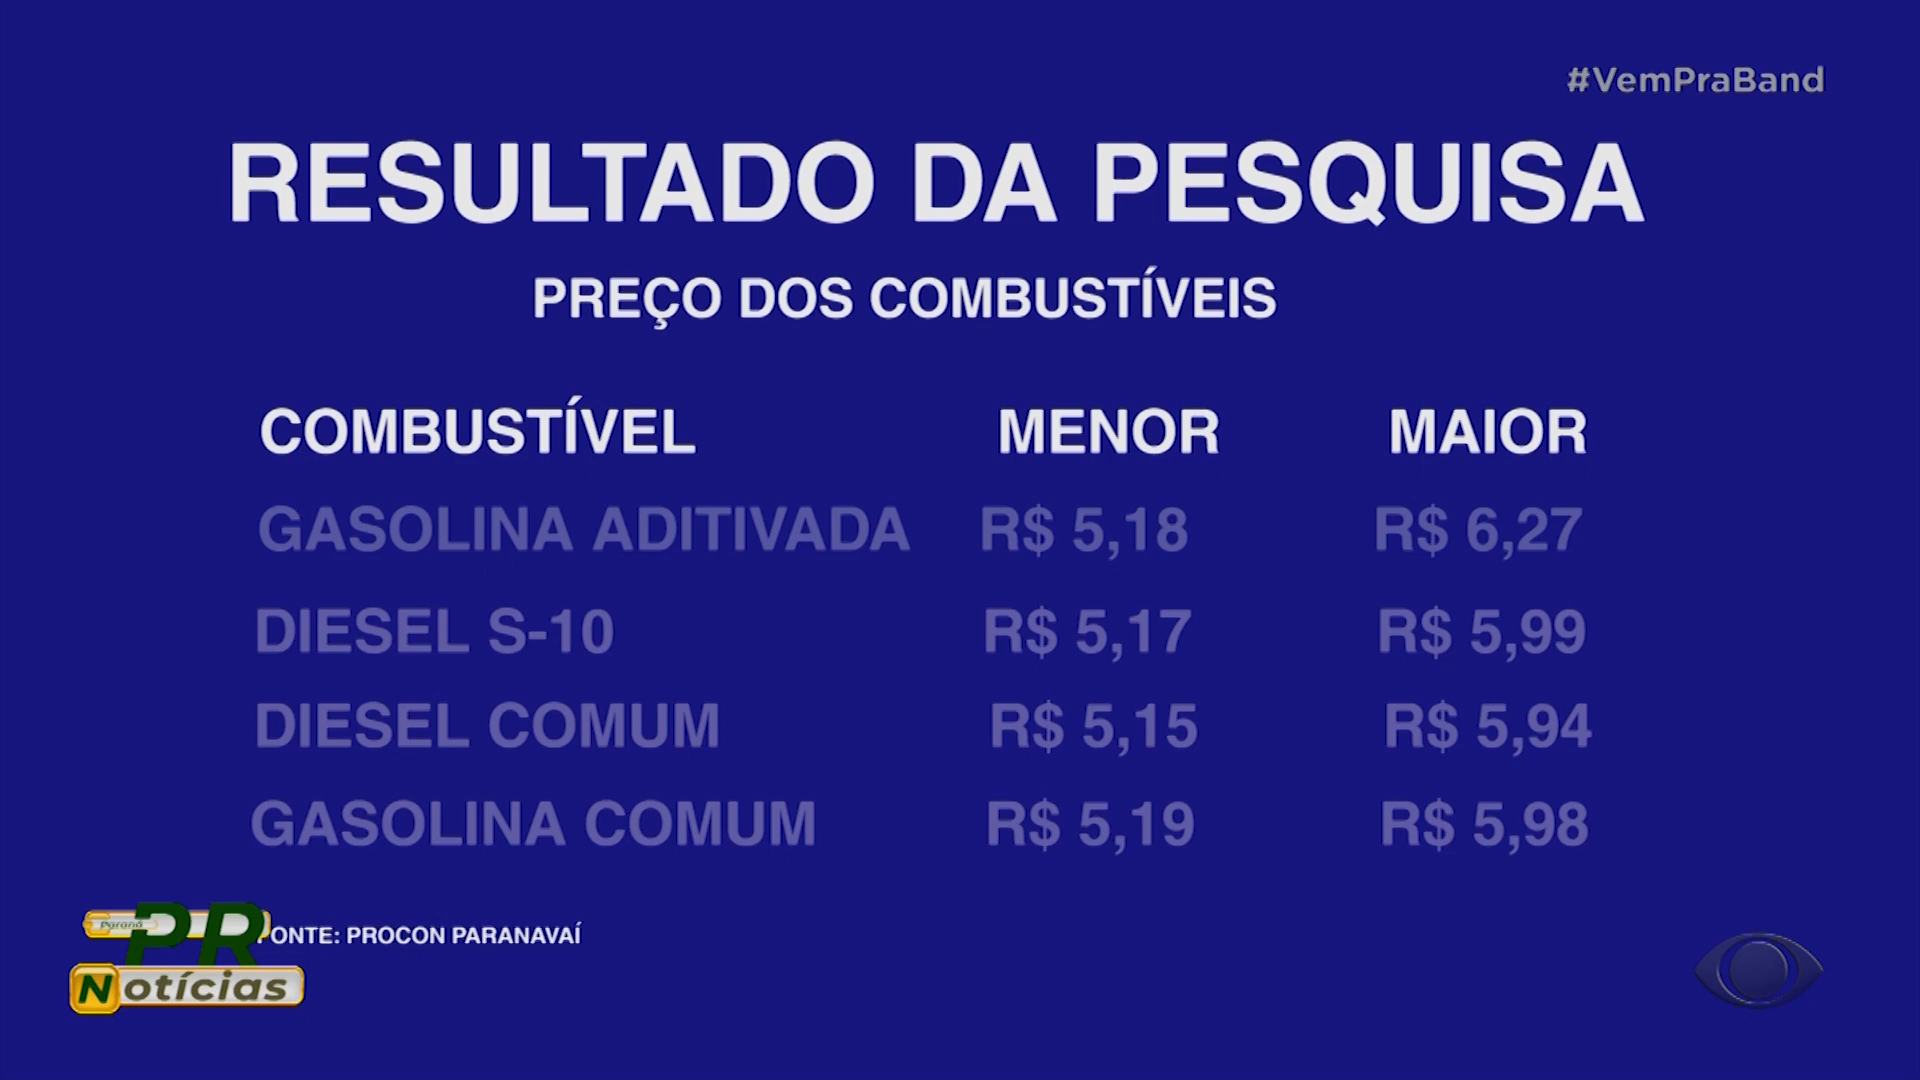 #VemPraBand
RESULTADO DA PESQUISA
PREÇO DOS COMBUSTÍVEIS
COMBUSTÍVEL MENOR MAIOR
GASOLINA ADITIVADA R$ 5,18 R$ 6,27
DIESEL S-10 R$ 5,17 R$ 5,99
DIESEL COMUM R$ 5,15 R$ 5,94
GASOLINA COMUM R$ 5,19 R$ 5,98
FONTE: PROCON PARANAVAÍ
Paraná
PR
Notícias